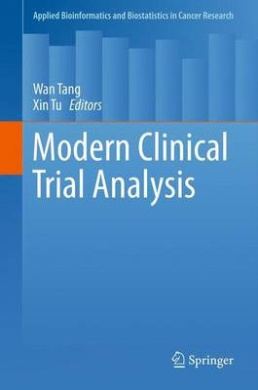 Applied Bioinformatics and Biostatistics in Cancer Research
Wan Tang
Xin Tu Editors
Modern Clinical
Trial Analysis
Springer